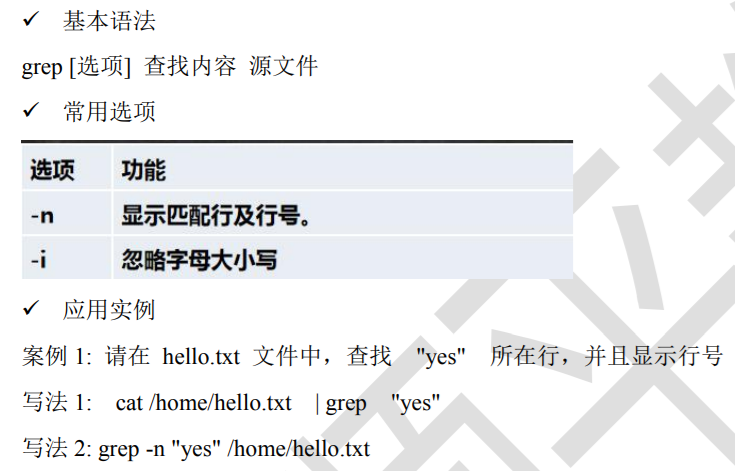 ✓ 基本语法
grep [选项] 查找内容 源文件
✓ 常用选项
选项 功能
-n 显示匹配行及行号。
-i 忽略字母大小写
✓ 应用实例
案例 1: 请在 hello.txt 文件中，查找 "yes" 所在行，并且显示行号
写法 1: cat /home/hello.txt | grep "yes"
写法 2: grep -n "yes" /home/hello.txt